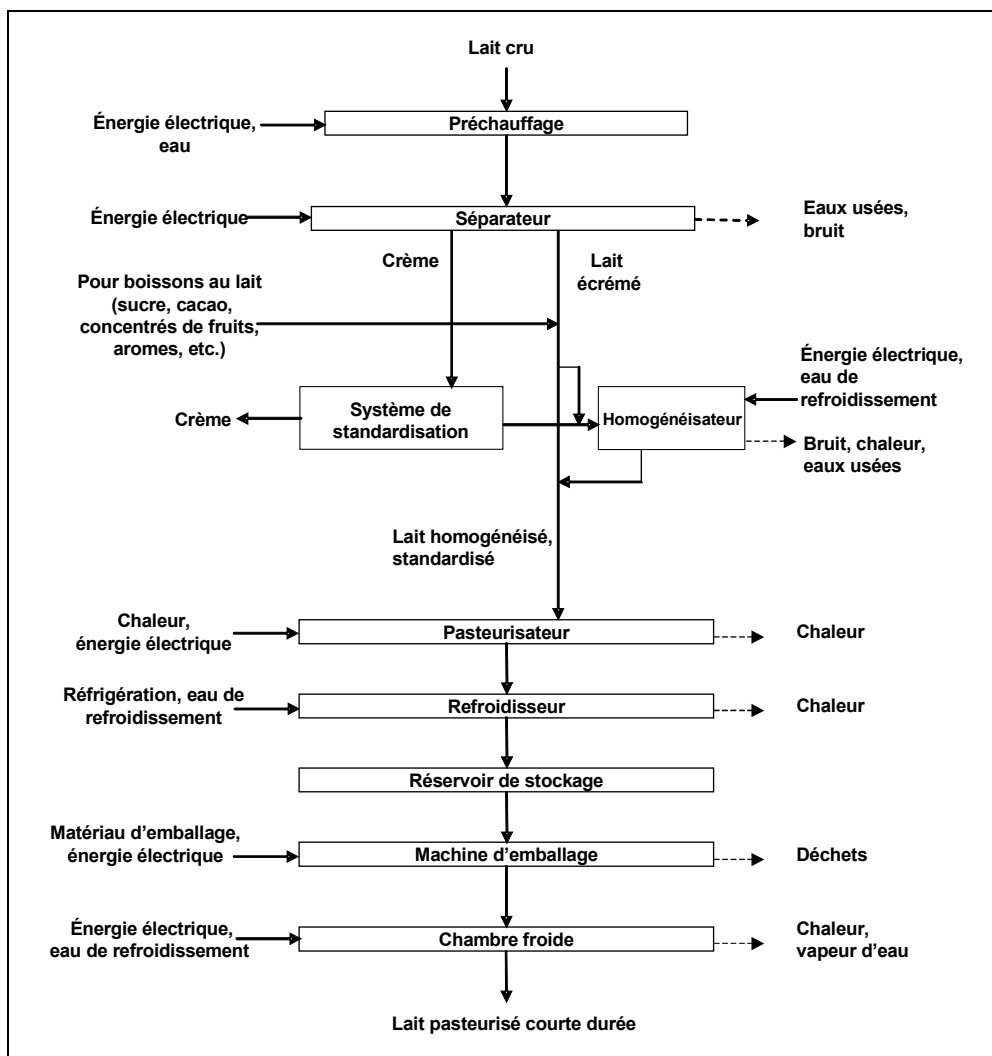 Lait cru
Énergie électrique,
eau
Préchauffage
Énergie électrique
Séparateur
Eaux usées,
bruit
Crème
Lait
écrémé
Pour boissons au lait
(sucre, cacao,
concentrés de fruits,
aromes, etc.)
Énergie électrique,
eau de
refroidissement
Crème
Système de
standardisation
Homogénéisateur
Bruit, chaleur,
eaux usées
Lait homogénéisé,
standardisé
Chaleur,
énergie électrique
Pasteurisateur
Chaleur
Réfrigération, eau de
refroidissement
Refroidisseur
Chaleur
Réservoir de stockage
Matériau d’emballage,
énergie électrique
Machine d’emballage
Déchets
Énergie électrique,
eau de refroidissement
Chambre froide
Chaleur,
vapeur d’eau
Lait pasteurisé courte durée